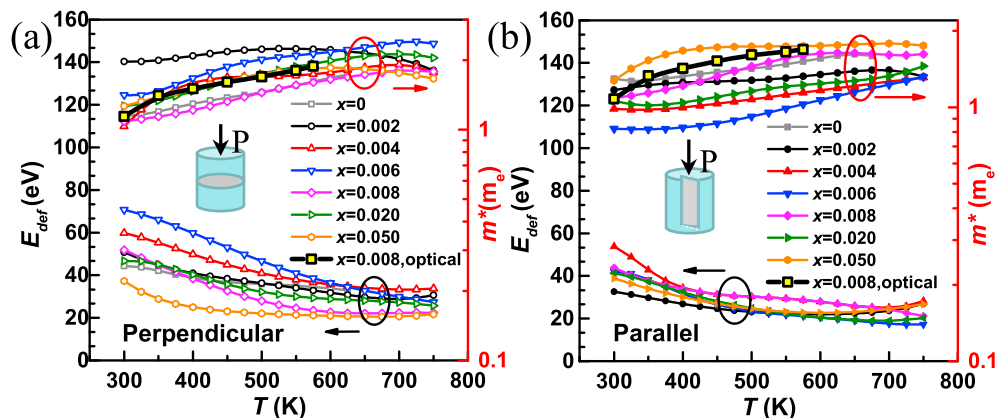 (a)
160
140
120
100
80
60
40
20
0
E_def (eV)
P
x=0
x=0.002
x=0.004
x=0.006
x=0.008
x=0.020
x=0.050
x=0.008,optical
Perpendicular
300 400 500 600 700 800
T (K)
1
0.1
m*(m_e)
(b)
160
140
120
100
80
60
40
20
0
E_def (eV)
P
x=0
x=0.002
x=0.004
x=0.006
x=0.008
x=0.020
x=0.050
x=0.008,optical
Parallel
300 400 500 600 700 800
T (K)
1
0.1
m*(m_e)